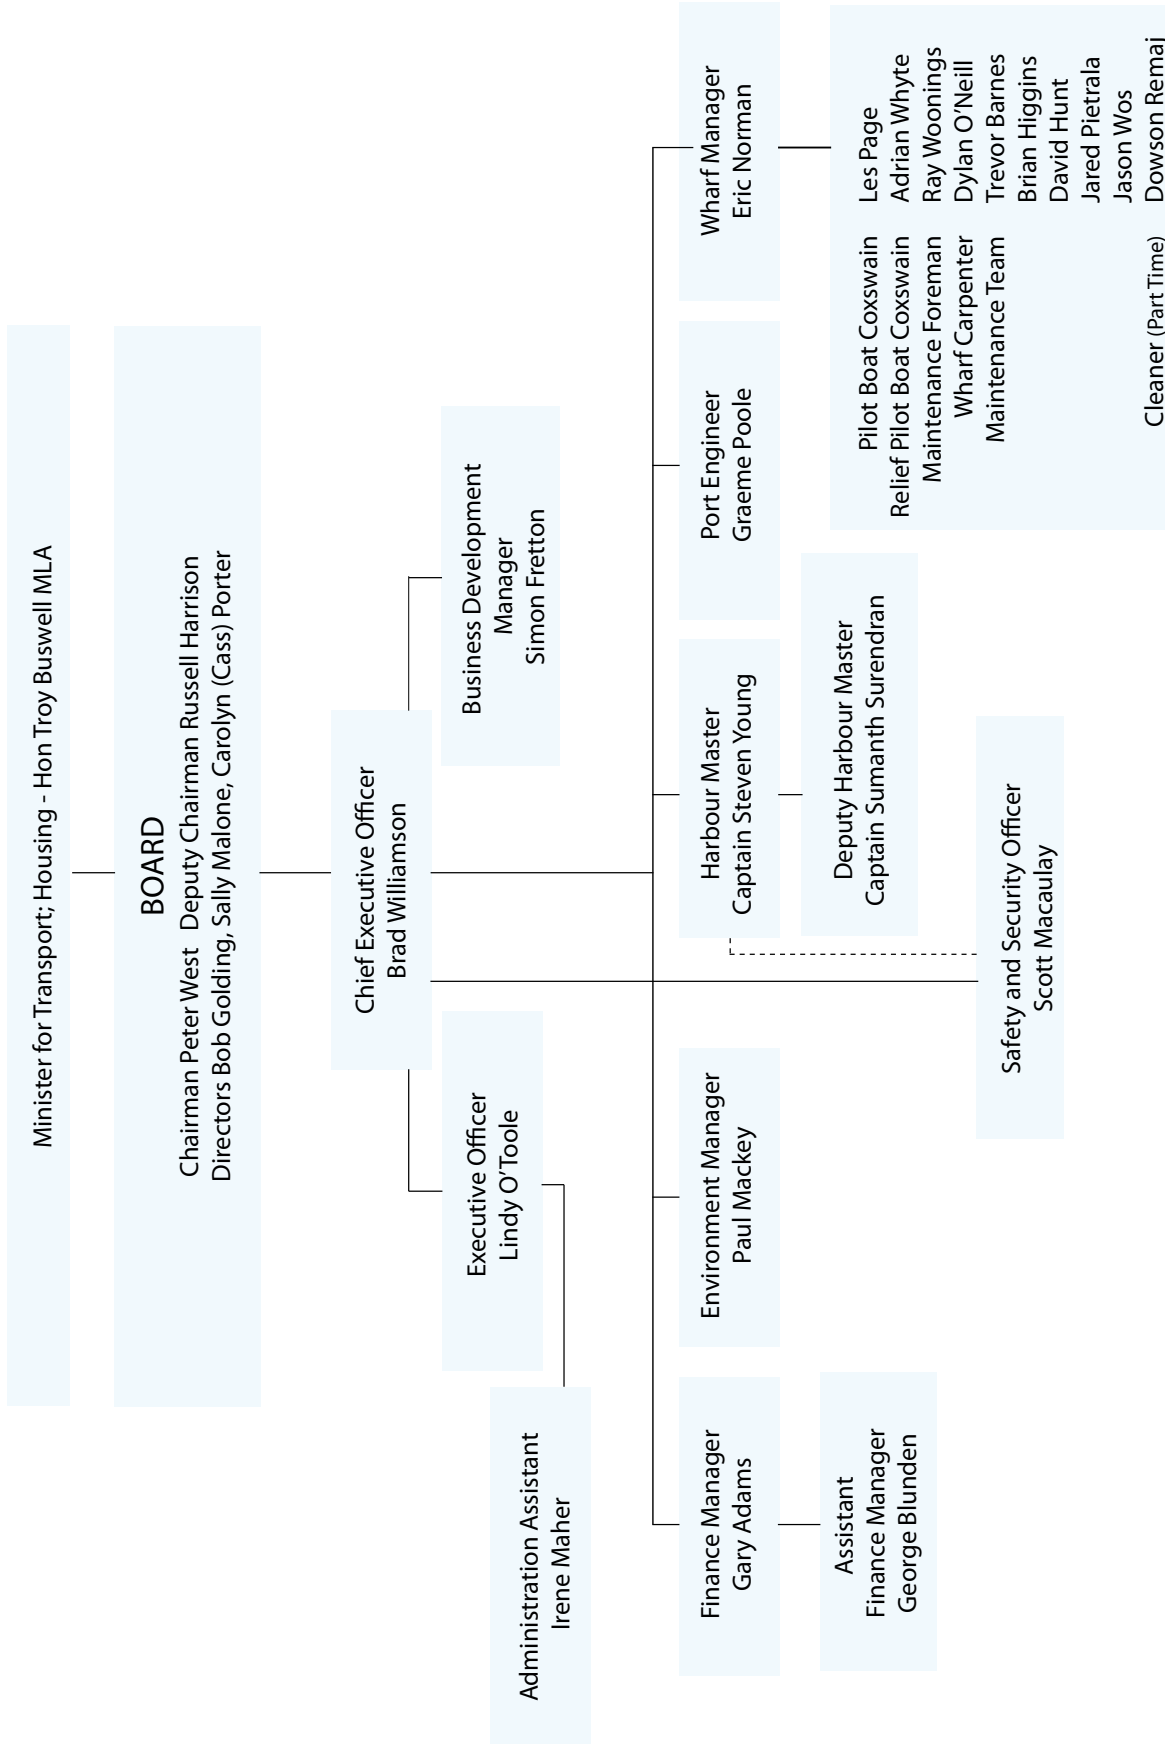 Minister for Transport; Housing - Hon Troy Buswell MLA
BOARD
Chairman Peter West Deputy Chairman Russell Harrison
Directors Bob Golding, Sally Malone, Carolyn (Cass) Porter
Chief Executive Officer
Brad Williamson
Executive Officer
Lindy O'Toole
Business Development
Manager
Simon Fretton
Administration Assistant
Irene Maher
Finance Manager
Gary Adams
Environment Manager
Paul Mackey
Harbour Master
Captain Steven Young
Port Engineer
Graeme Poole
Wharf Manager
Eric Norman
Assistant
Finance Manager
George Blunden
Deputy Harbour Master
Captain Sumanth Surendran
Pilot Boat Coxswain Les Page
Relief Pilot Boat Coxswain Adrian Whyte
Maintenance Foreman Ray Woonings
Wharf Carpenter Dylan O'Neill
Maintenance Team Trevor Barnes
Brian Higgins
David Hunt
Jared Pietrala
Jason Wos
Cleaner (Part Time) Dowson Remaj
Safety and Security Officer
Scott Macaulay